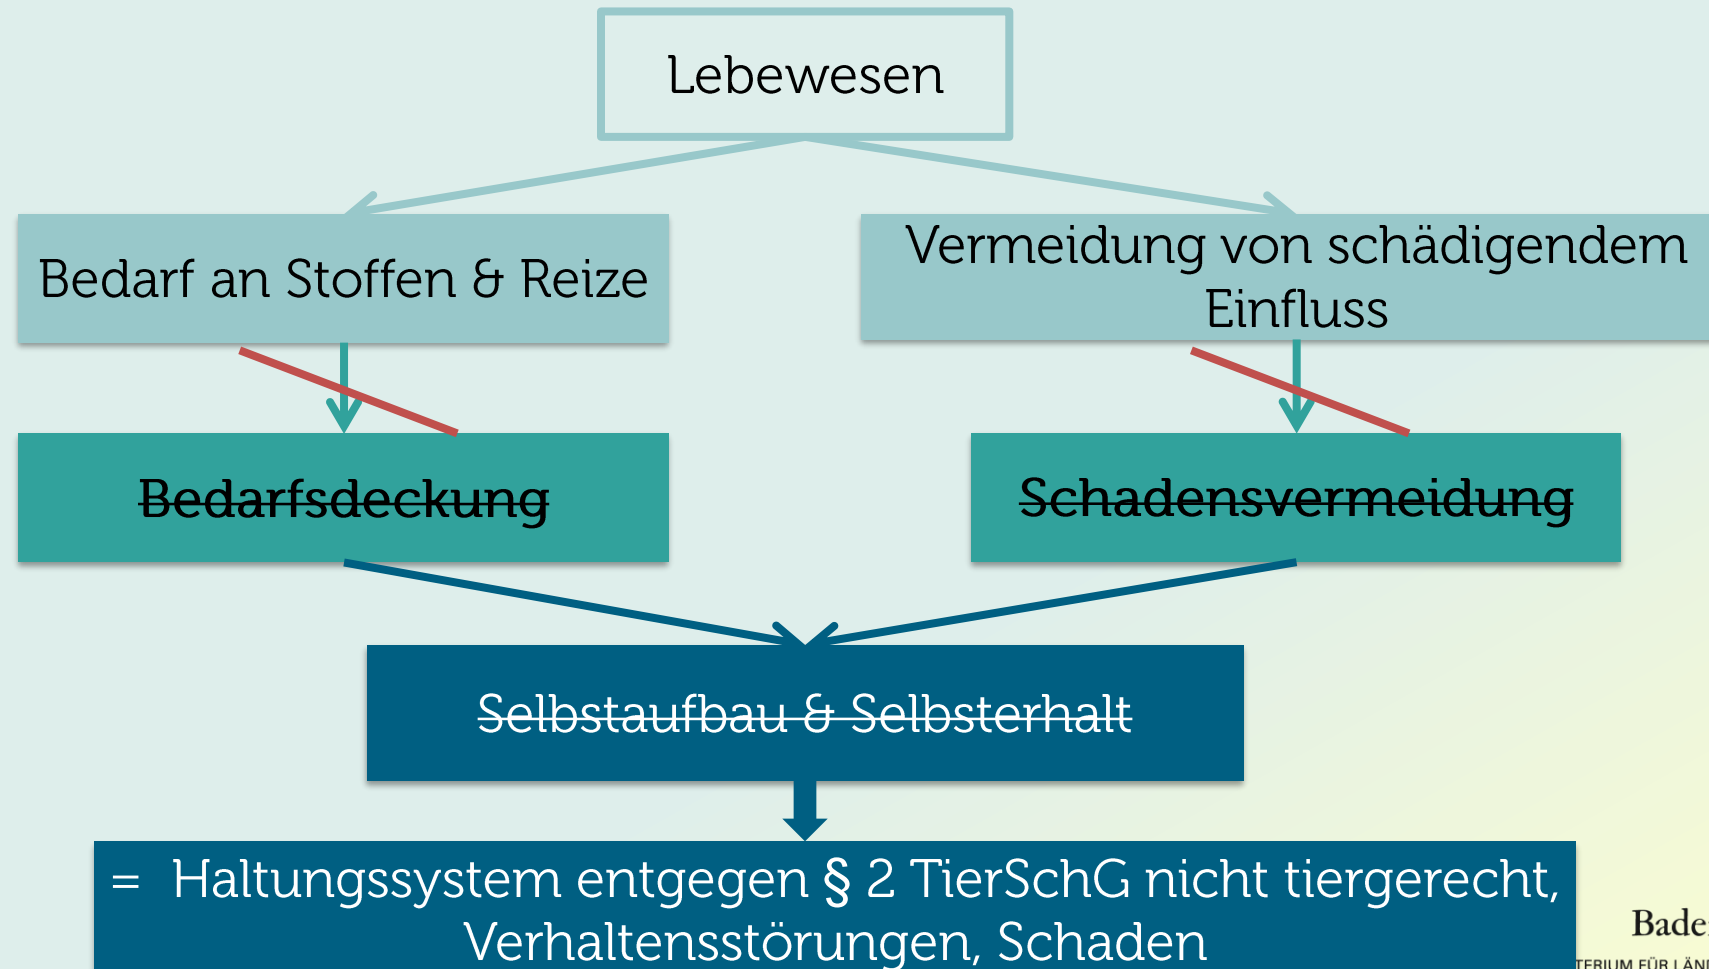 Lebewesen
Bedarf an Stoffen & Reize
Vermeidung von schädigendem
Einfluss
Bedarfsdeckung
Schadensvermeidung
Selbstaufbau & Selbsterhalt
= Haltungssystem entgegen § 2 TierSchG nicht tiergerecht,
Verhaltensstörungen, Schaden